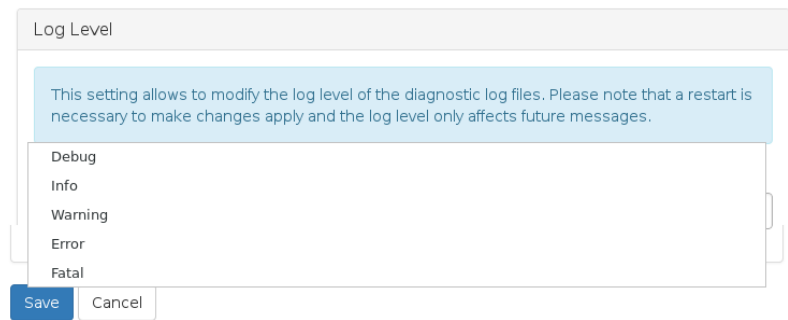 Log Level
This setting allows to modify the log level of the diagnostic log files. Please note that a restart is
necessary to make changes apply and the log level only affects future messages.
Debug
Info
Warning
Error
Fatal
Save Cancel